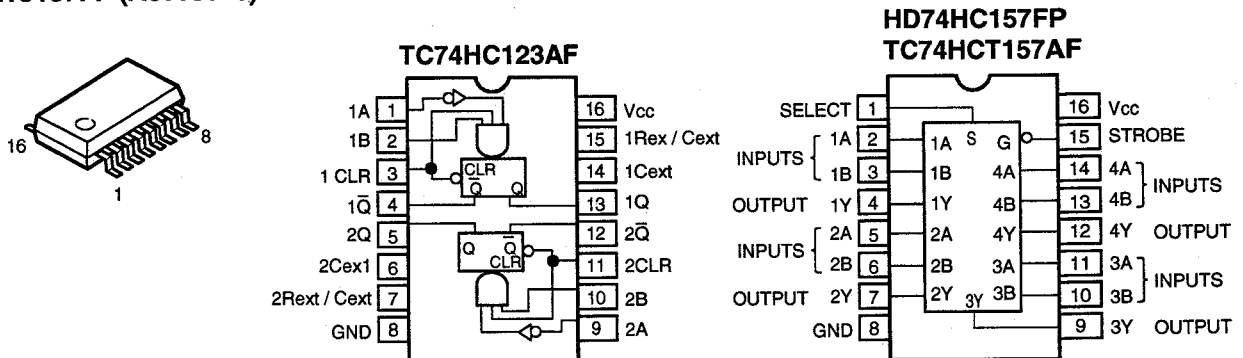 HD74HC157FP
TC74HCT157AF
TC74HC123AF
16
8
1
1A 1 16 Vcc
1B 2 15 1Rex / Cext
1 CLR 3 14 1Cext
1Q̅ 4 13 1Q
2Q 5 12 2Q̅
2Cex1 6 11 2CLR
2Rext / Cext 7 10 2B
GND 8 9 2A
CLR
Q̅ Q
Q Q̅
CLR
SELECT 1 16 Vcc
INPUTS 1A 2 15 STROBE
1B 3 14 4A INPUTS
OUTPUT 1Y 4 13 4B
INPUTS 2A 5 12 4Y OUTPUT
2B 6 11 3A INPUTS
OUTPUT 2Y 7 10 3B
GND 8 9 3Y OUTPUT
S G
1A 4A
1B 4B
1Y 4Y
2A 3A
2B 3B
2Y 3Y